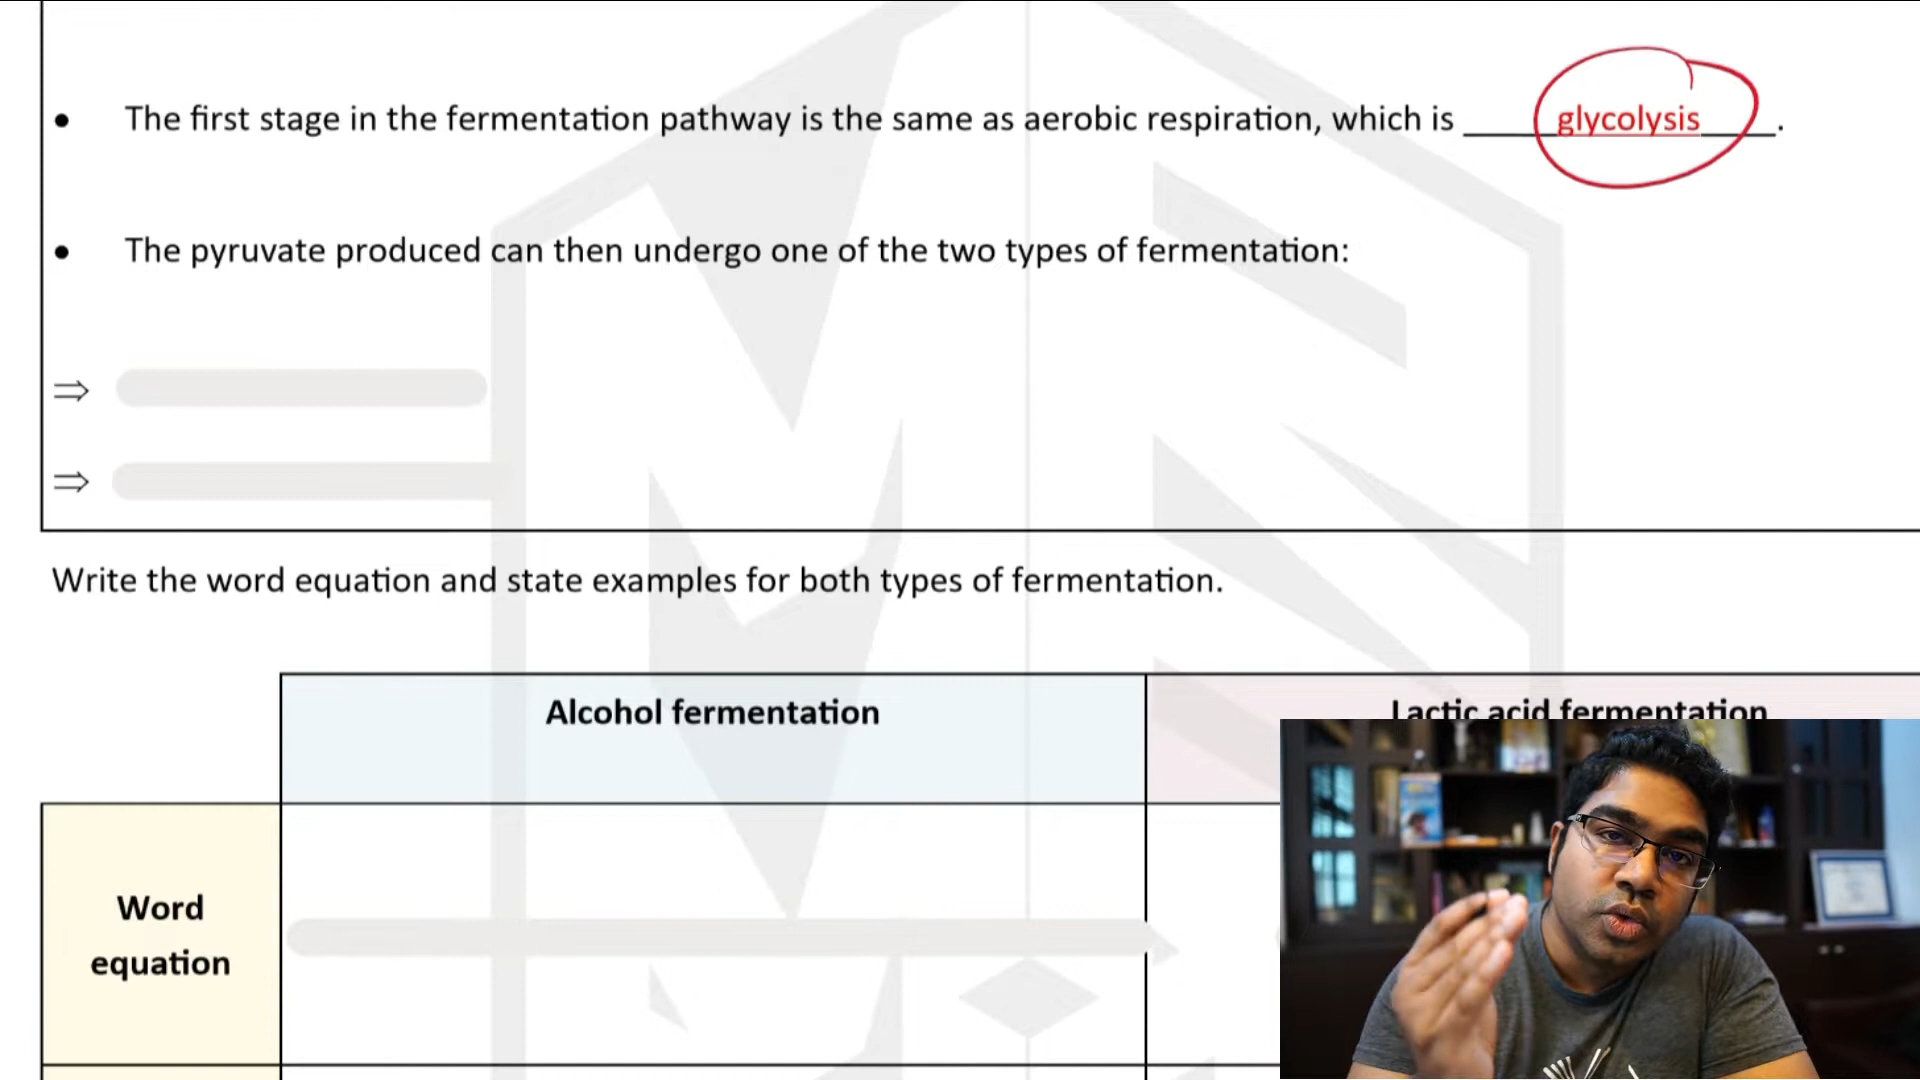 • The first stage in the fermentation pathway is the same as aerobic respiration, which is _____glycolysis____.
• The pyruvate produced can then undergo one of the two types of fermentation:
⇒
⇒
Write the word equation and state examples for both types of fermentation.
Alcohol fermentation
Lactic acid fermentation
Word
equation